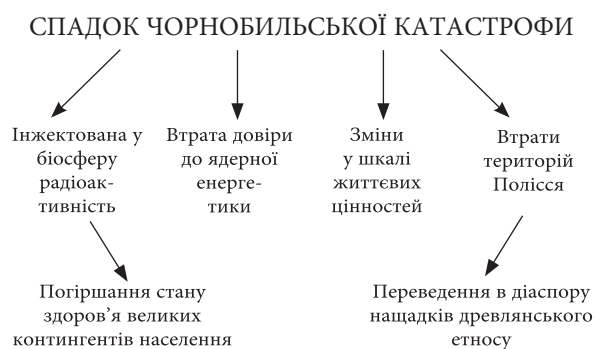 СПАДОК ЧОРНОБИЛЬСЬКОЇ КАТАСТРОФИ
Інжектована у
біосферу
радіоак-
тивність
Втрата довіри
до ядерної
енерге-
тики
Зміни
у шкалі
життєвих
цінностей
Втрати
територій
Полісся
Погіршання стану
здоров’я великих
контингентів населення
Переведення в діаспору
нащадків древлянського
етносу